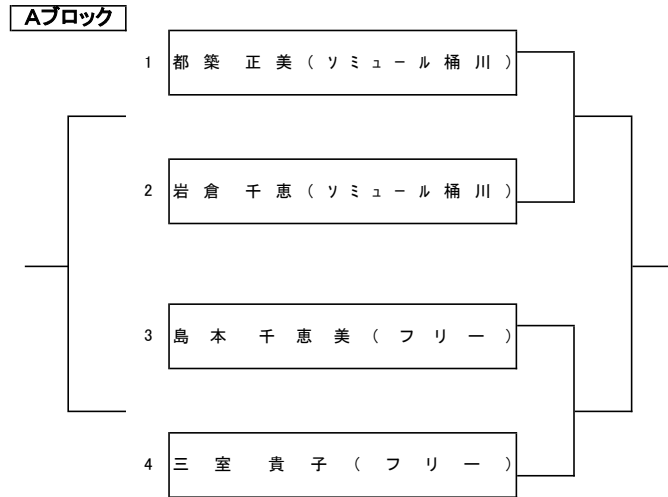 Aブロック
1 都築 正美(ソミュール桶川)
2 岩倉 千恵(ソミュール桶川)
3 島本 千恵美(フリー)
4 三室 貴子(フリー)